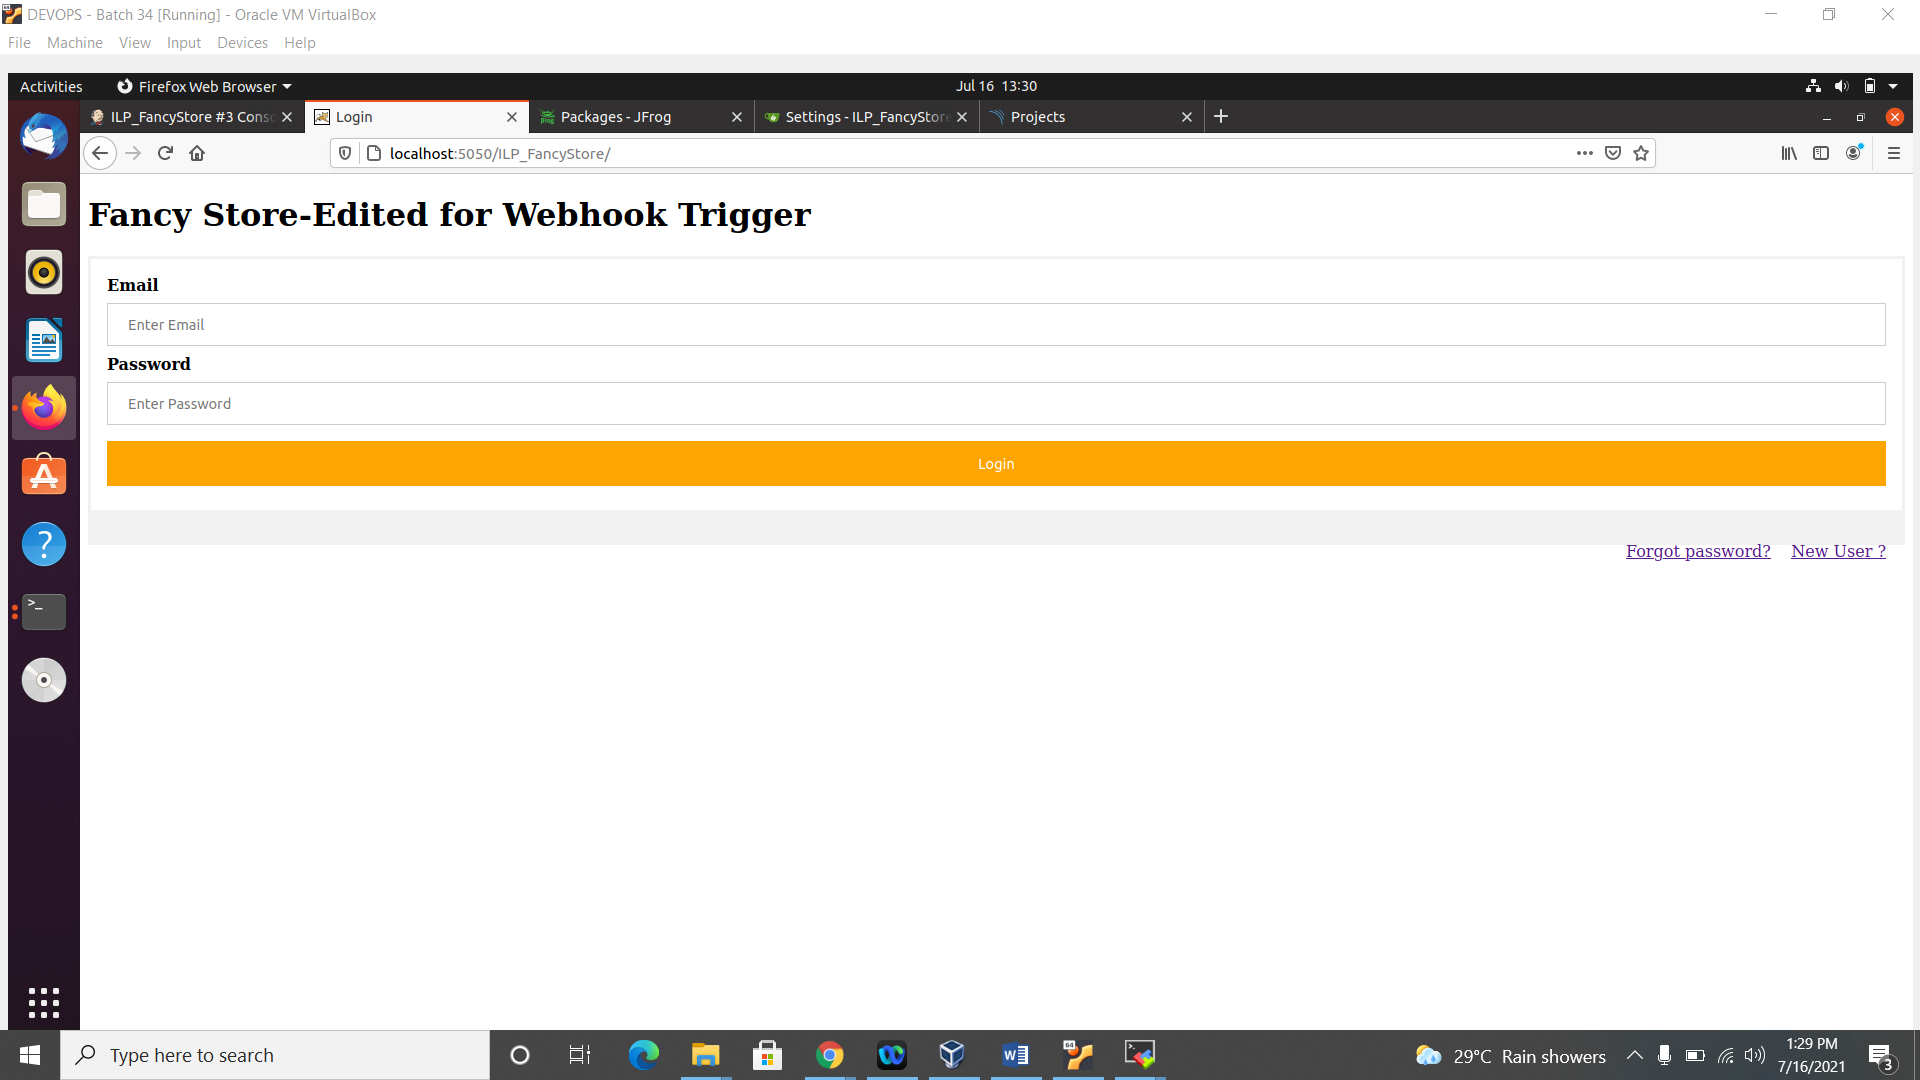 DEVOPS - Batch 34 [Running] - Oracle VM VirtualBox
File Machine View Input Devices Help
Activities Firefox Web Browser Jul 16 13:30
ILP_FancyStore #3 Conso Login Packages - JFrog Settings - ILP_FancyStore Projects
localhost:5050/ILP_FancyStore/
Fancy Store-Edited for Webhook Trigger
Email
Enter Email
Password
Enter Password
Login
Forgot password? New User ?
Type here to search 29°C Rain showers 1:29 PM
7/16/2021 3